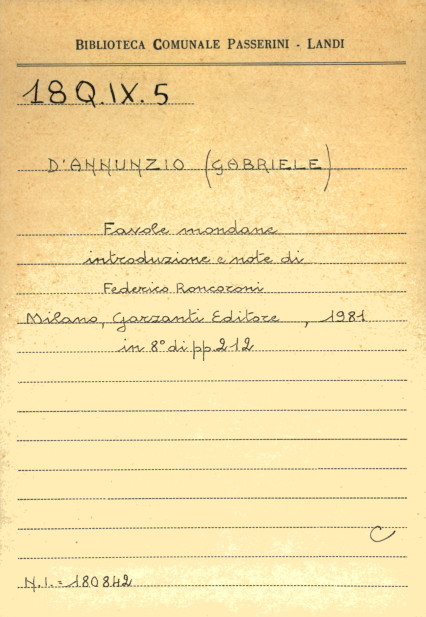 BIBLIOTECA COMUNALE PASSERINI - LANDI
18Q.IX.5
D'ANNUNZIO (GABRIELE)
Favole mondane
introduzione e note di
Federico Roncoroni
Milano, Garzanti Editore , 1981
in 8° di pp. 212
C
N.I.=180842